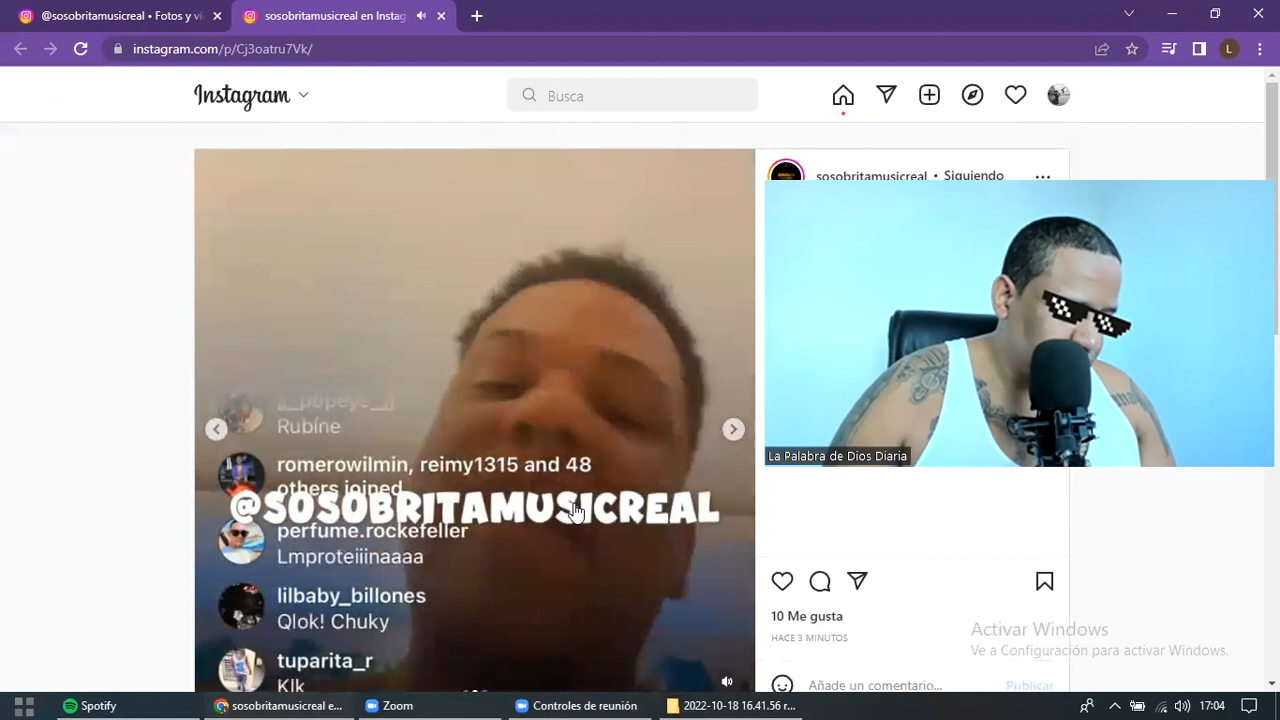 @sosobritamusicreal • Fotos y vi
sosobritamusicreal en Instag
instagram.com/p/Cj3oatru7Vk/
L
Instagram
Busca
sosobritamusicreal • Siguiendo
Rubíne
romerowilmin, reimy1315 and 48
others joined
@SOSOBRITAMUSICREAL
perfume.rockefeller
Lmproteiiinaaaa
lilbaby_billones
Qlok! Chuky
tuparita_r
Klk
La Palabra de Dios Diaria
10 Me gusta
HACE 3 MINUTOS
Añade un comentario...
Publicar
Activar Windows
Ve a Configuración para activar Windows.
Spotify
sosobritamusicreal e...
Zoom
Controles de reunión
2022-10-18 16.41.56 r...
17:04